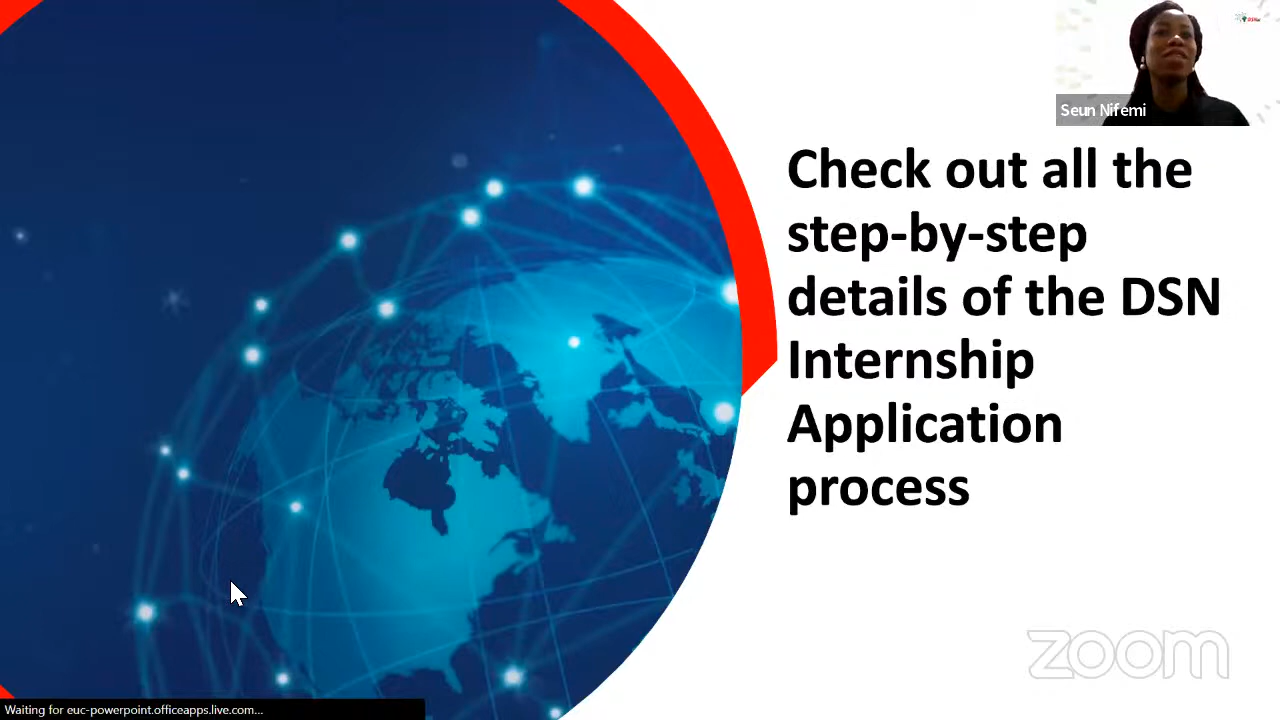 Seun Nifemi
Check out all the
step-by-step
details of the DSN
Internship
Application
process
zoom
Waiting for euc-powerpoint.officeapps.live.com...